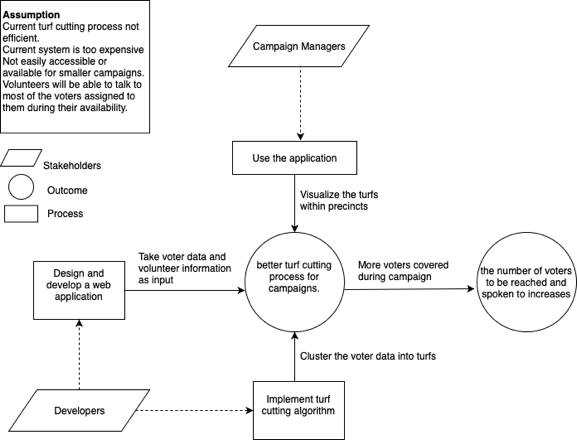 Assumption
Current turf cutting process not
efficient.
Current system is too expensive
Not easily accessible or
available for smaller campaigns.
Volunteers will be able to talk to
most of the voters assigned to
them during their availability.
Campaign Managers
Stakeholders
Outcome
Process
Use the application
Visualize the turfs
within precincts
Design and
develop a web
application
Take voter data and
volunteer information
as input
better turf cutting
process for
campaigns.
More voters covered
during campaign
the number of voters
to be reached and
spoken to increases
Cluster the voter data into turfs
Developers
Implement turf
cutting algorithm